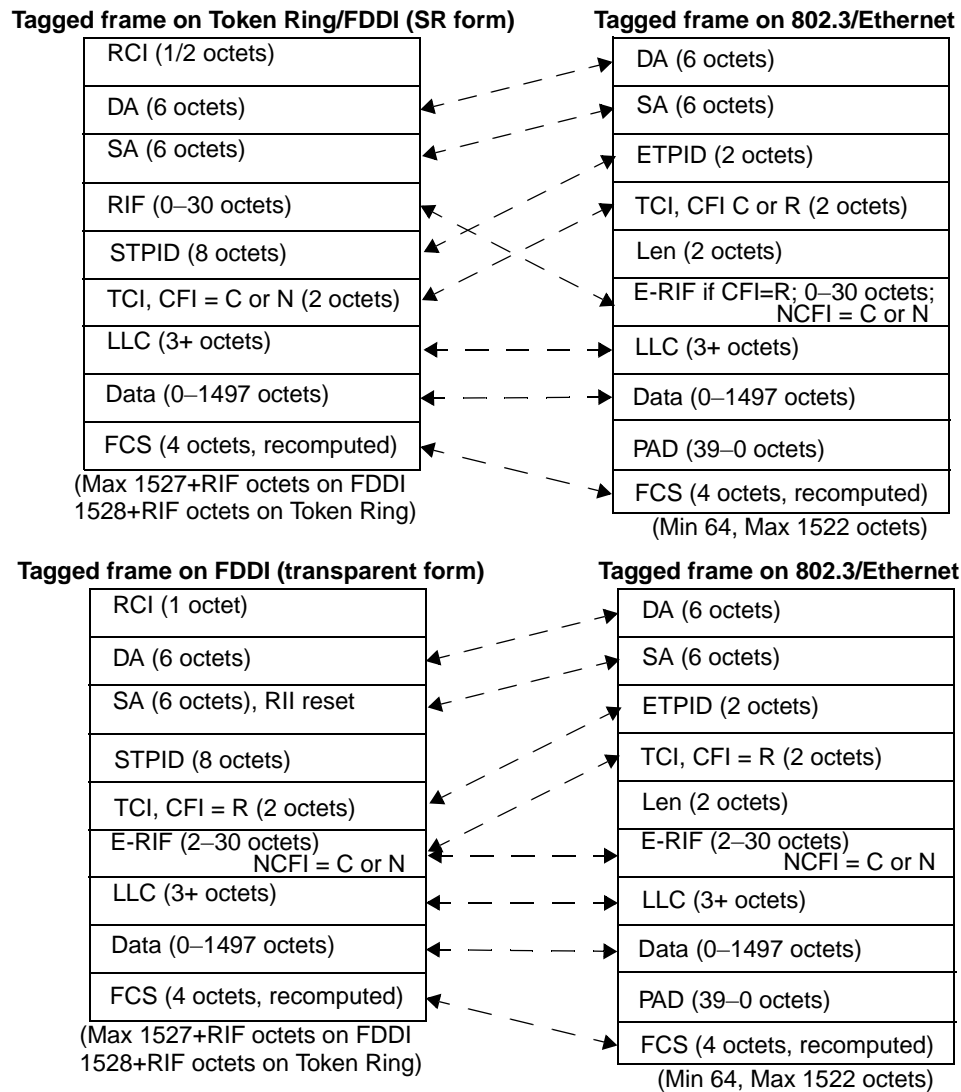 Tagged frame on Token Ring/FDDI (SR form)
RCI (1/2 octets)
DA (6 octets)
SA (6 octets)
RIF (0–30 octets)
STPID (8 octets)
TCI, CFI = C or N (2 octets)
LLC (3+ octets)
Data (0–1497 octets)
FCS (4 octets, recomputed)
(Max 1527+RIF octets on FDDI
1528+RIF octets on Token Ring)
Tagged frame on 802.3/Ethernet
DA (6 octets)
SA (6 octets)
ETPID (2 octets)
TCI, CFI C or R (2 octets)
Len (2 octets)
E-RIF if CFI=R; 0–30 octets;
NCFI = C or N
LLC (3+ octets)
Data (0–1497 octets)
PAD (39–0 octets)
FCS (4 octets, recomputed)
(Min 64, Max 1522 octets)
Tagged frame on FDDI (transparent form)
RCI (1 octet)
DA (6 octets)
SA (6 octets), RII reset
STPID (8 octets)
TCI, CFI = R (2 octets)
E-RIF (2–30 octets)
NCFI = C or N
LLC (3+ octets)
Data (0–1497 octets)
FCS (4 octets, recomputed)
(Max 1527+RIF octets on FDDI
1528+RIF octets on Token Ring)
Tagged frame on 802.3/Ethernet
DA (6 octets)
SA (6 octets)
ETPID (2 octets)
TCI, CFI = R (2 octets)
Len (2 octets)
E-RIF (2–30 octets)
NCFI = C or N
LLC (3+ octets)
Data (0–1497 octets)
PAD (39–0 octets)
FCS (4 octets, recomputed)
(Min 64, Max 1522 octets)